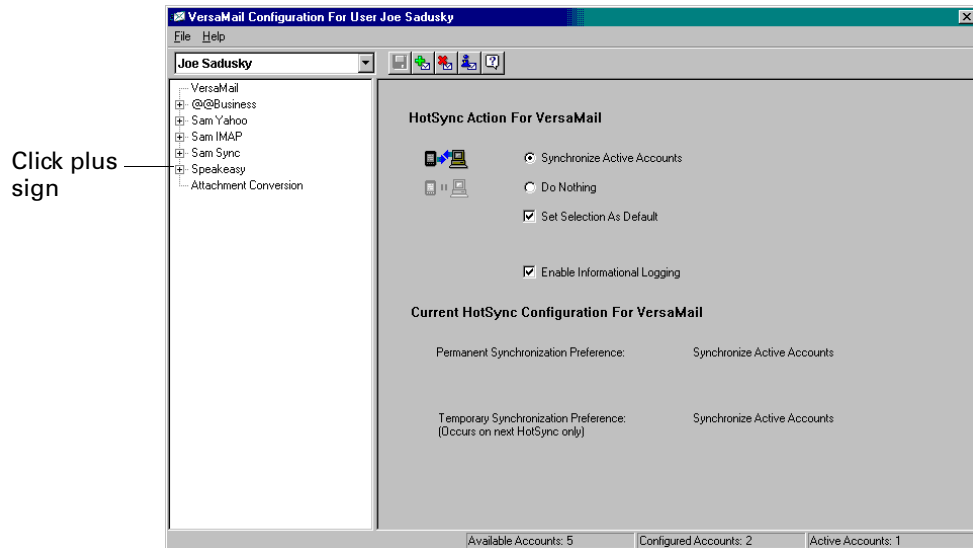 VersaMail Configuration For User Joe Sadusky
File Help
Joe Sadusky
VersaMail
@@Business
Sam Yahoo
Sam IMAP
Sam Sync
Speakeasy
Attachment Conversion
Click plus
sign
HotSync Action For VersaMail
Synchronize Active Accounts
Do Nothing
Set Selection As Default
Enable Informational Logging
Current HotSync Configuration For VersaMail
Permanent Synchronization Preference: Synchronize Active Accounts
Temporary Synchronization Preference: Synchronize Active Accounts
(Occurs on next HotSync only)
Available Accounts: 5 Configured Accounts: 2 Active Accounts: 1